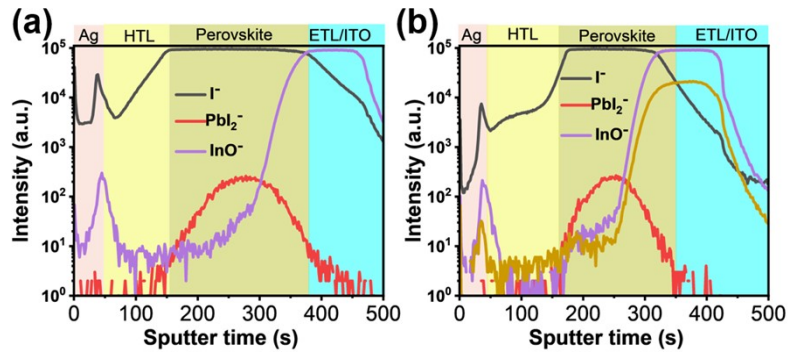 (a)
Ag HTL Perovskite ETL/ITO
10⁵
10⁴
10³
10²
10¹
10⁰
Intensity (a.u.)
I⁻
PbI₂⁻
InO⁻
0 100 200 300 400 500
Sputter time (s)
(b)
Ag HTL Perovskite ETL/ITO
10⁵
10⁴
10³
10²
10¹
10⁰
Intensity (a.u.)
I⁻
PbI₂⁻
InO⁻
0 100 200 300 400 500
Sputter time (s)